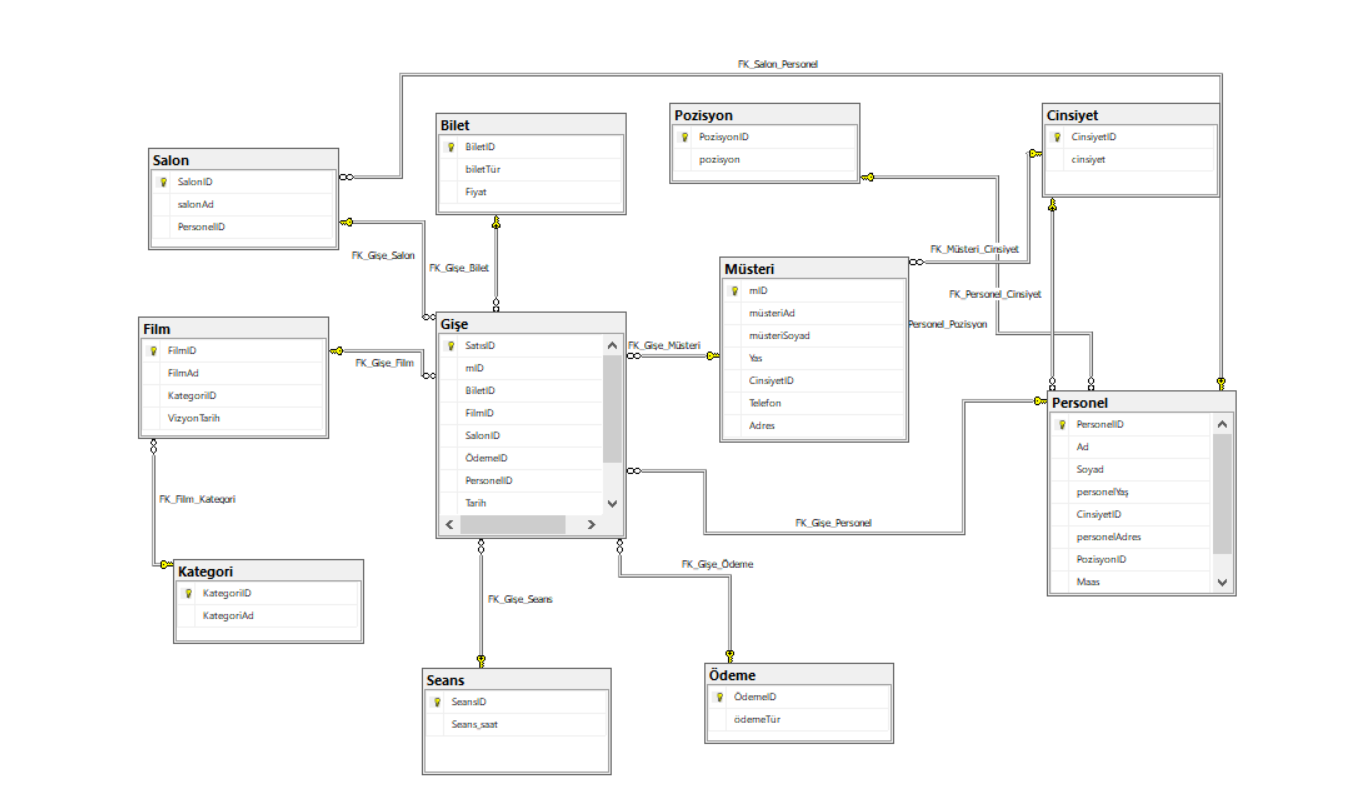 FK_Salon_Personel
Salon
SalonID
salonAd
PersonelID
Bilet
BiletID
biletTür
Fiyat
Pozisyon
PozisyonID
pozisyon
Cinsiyet
CinsiyetID
cinsiyet
FK_Gişe_Salon
FK_Gişe_Bilet
FK_Müsteri_Cinsiyet
FK_Personel_Cinsiyet
Personel_Pozisyon
Müsteri
mID
müsteriAd
müsteriSoyad
Yas
CinsiyetID
Telefon
Adres
Film
FilmID
FilmAd
KategoriID
VizyonTarih
FK_Gişe_Film
Gişe
SatısID
mID
BiletID
FilmID
SalonID
ÖdemeID
PersonelID
Tarih
FK_Gişe_Müsteri
Personel
PersonelID
Ad
Soyad
personelYaş
CinsiyetID
personelAdres
PozisyonID
Maas
FK_Film_Kategori
FK_Gişe_Personel
Kategori
KategoriID
KategoriAd
FK_Gişe_Seans
FK_Gişe_Ödeme
Seans
SeansID
Seans_saat
Ödeme
ÖdemeID
ödemeTür